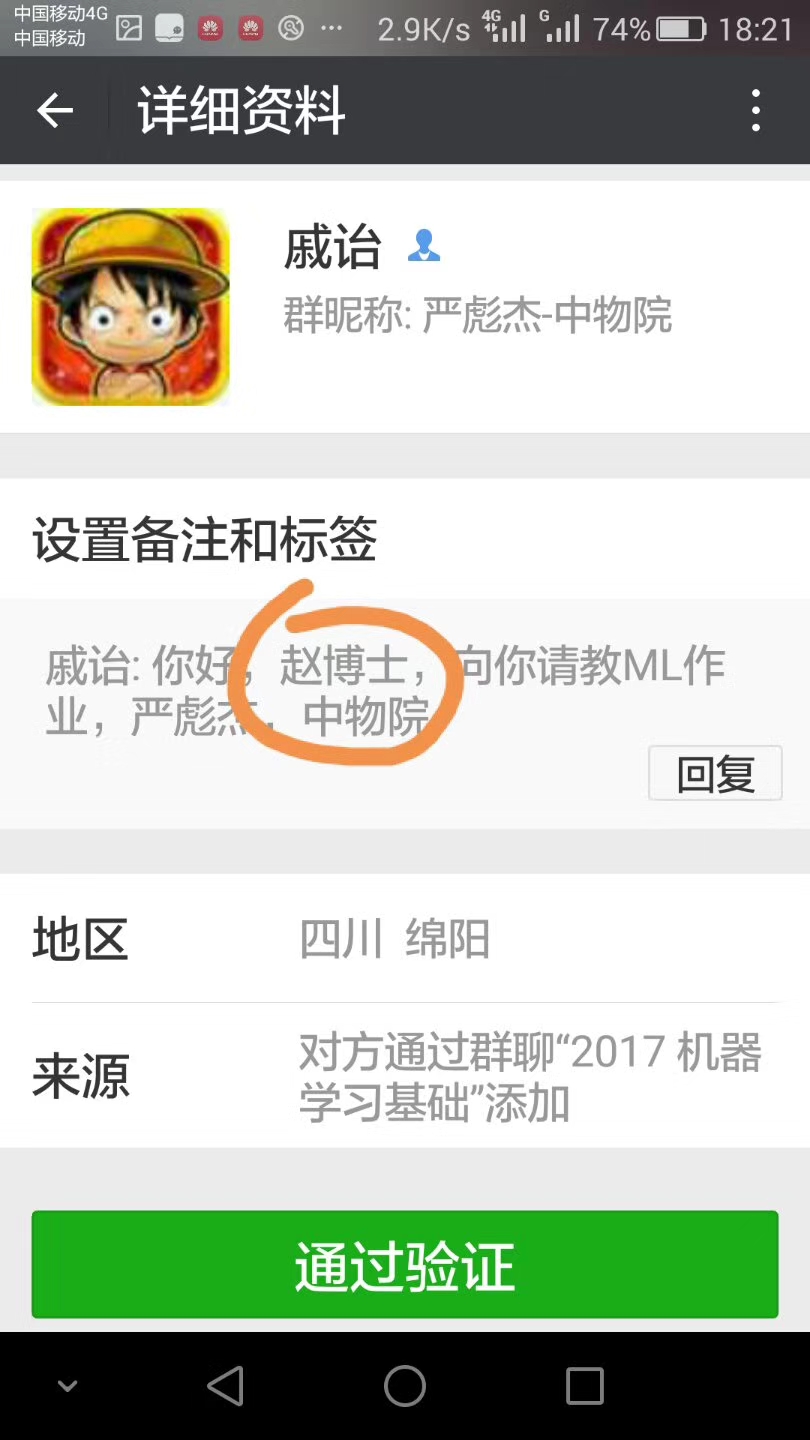 中国移动4G
中国移动
2.9K/s 4G G 74% 18:21
详细资料
戚诒
群昵称: 严彪杰-中物院
设置备注和标签
戚诒: 你好，赵博士，向你请教ML作
业，严彪杰，中物院
回复
地区 四川 绵阳
来源 对方通过群聊“2017 机器
学习基础”添加
通过验证